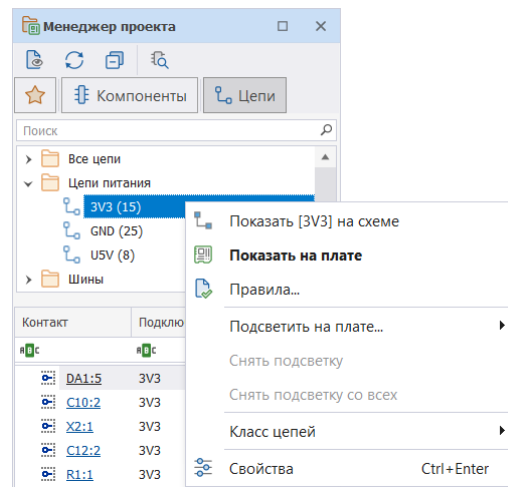 Менеджер проекта
Компоненты
Цепи
Поиск
Все цепи
Цепи питания
3V3 (15)
GND (25)
U5V (8)
Шины
Показать [3V3] на схеме
Показать на плате
Правила...
Подсветить на плате...
Снять подсветку
Снять подсветку со всех
Класс цепей
Свойства Ctrl+Enter
Контакт Подклю
ABC ABC
DA1:5 3V3
C10:2 3V3
X2:1 3V3
C12:2 3V3
R1:1 3V3